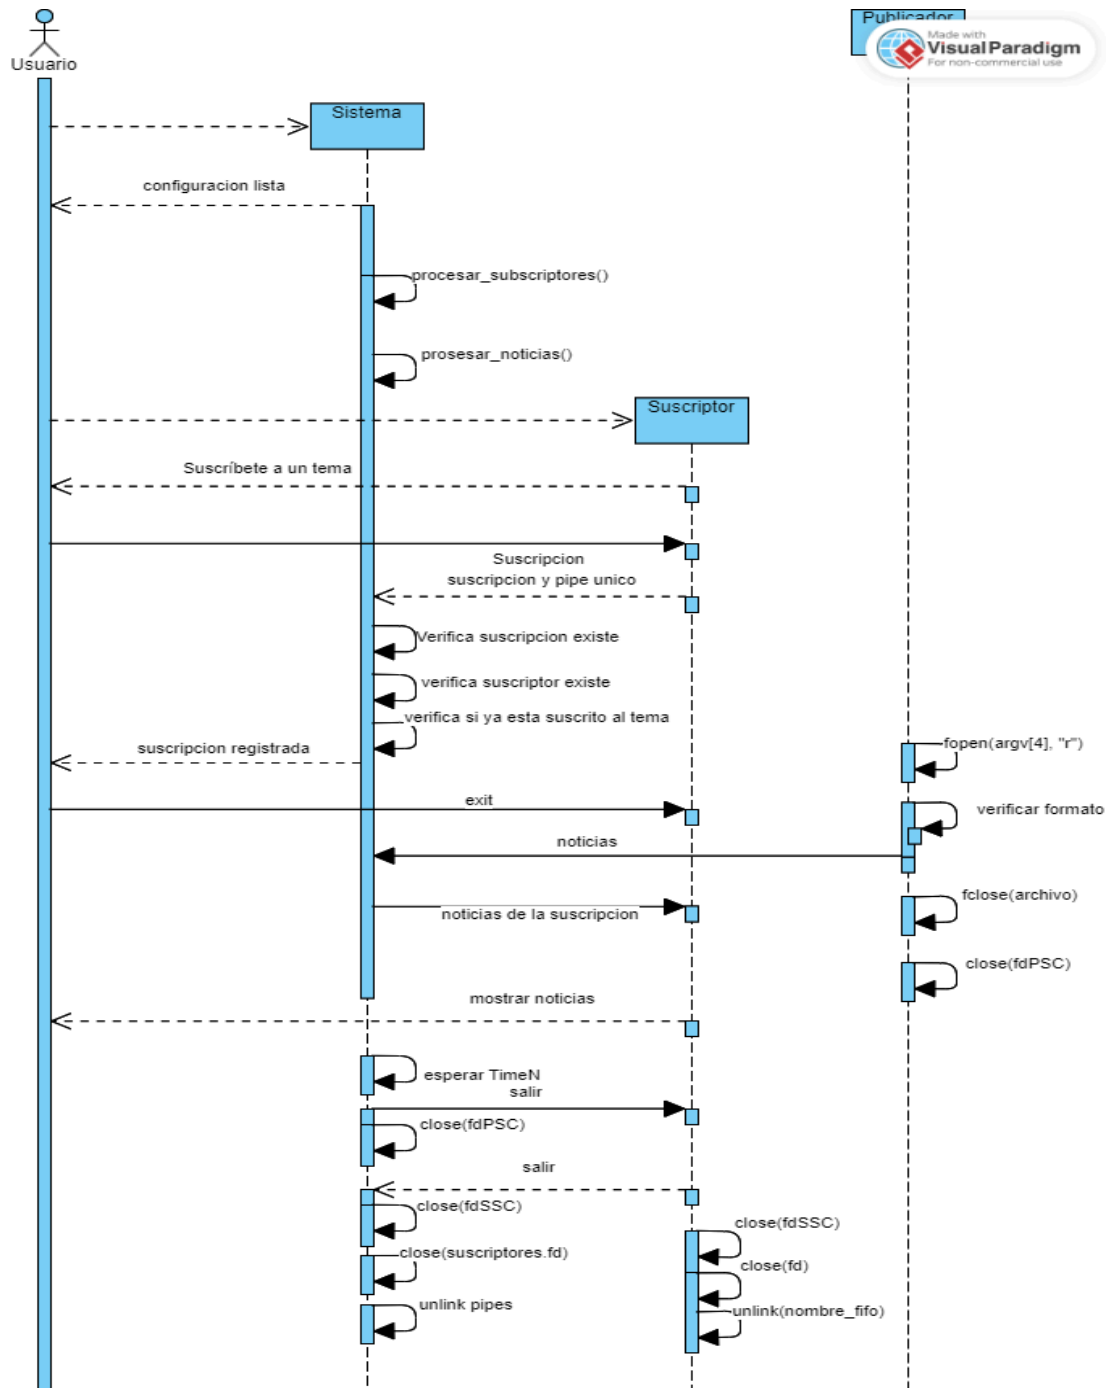 Publicador
Made with
Visual Paradigm
For non-commercial use
Usuario
Sistema
configuracion lista
procesar_subscriptores()
prosesar_noticias()
Suscriptor
Suscríbete a un tema
Suscripcion
suscripcion y pipe unico
Verifica suscripcion existe
verifica suscriptor existe
verifica si ya esta suscrito al tema
suscripcion registrada
fopen(argv[4], "r")
exit
verificar formato
noticias
fclose(archivo)
noticias de la suscripcion
close(fdPSC)
mostrar noticias
esperar TimeN
salir
close(fdPSC)
salir
close(fdSSC)
close(fdSSC)
close(suscriptores.fd)
close(fd)
unlink pipes
unlink(nombre_fifo)